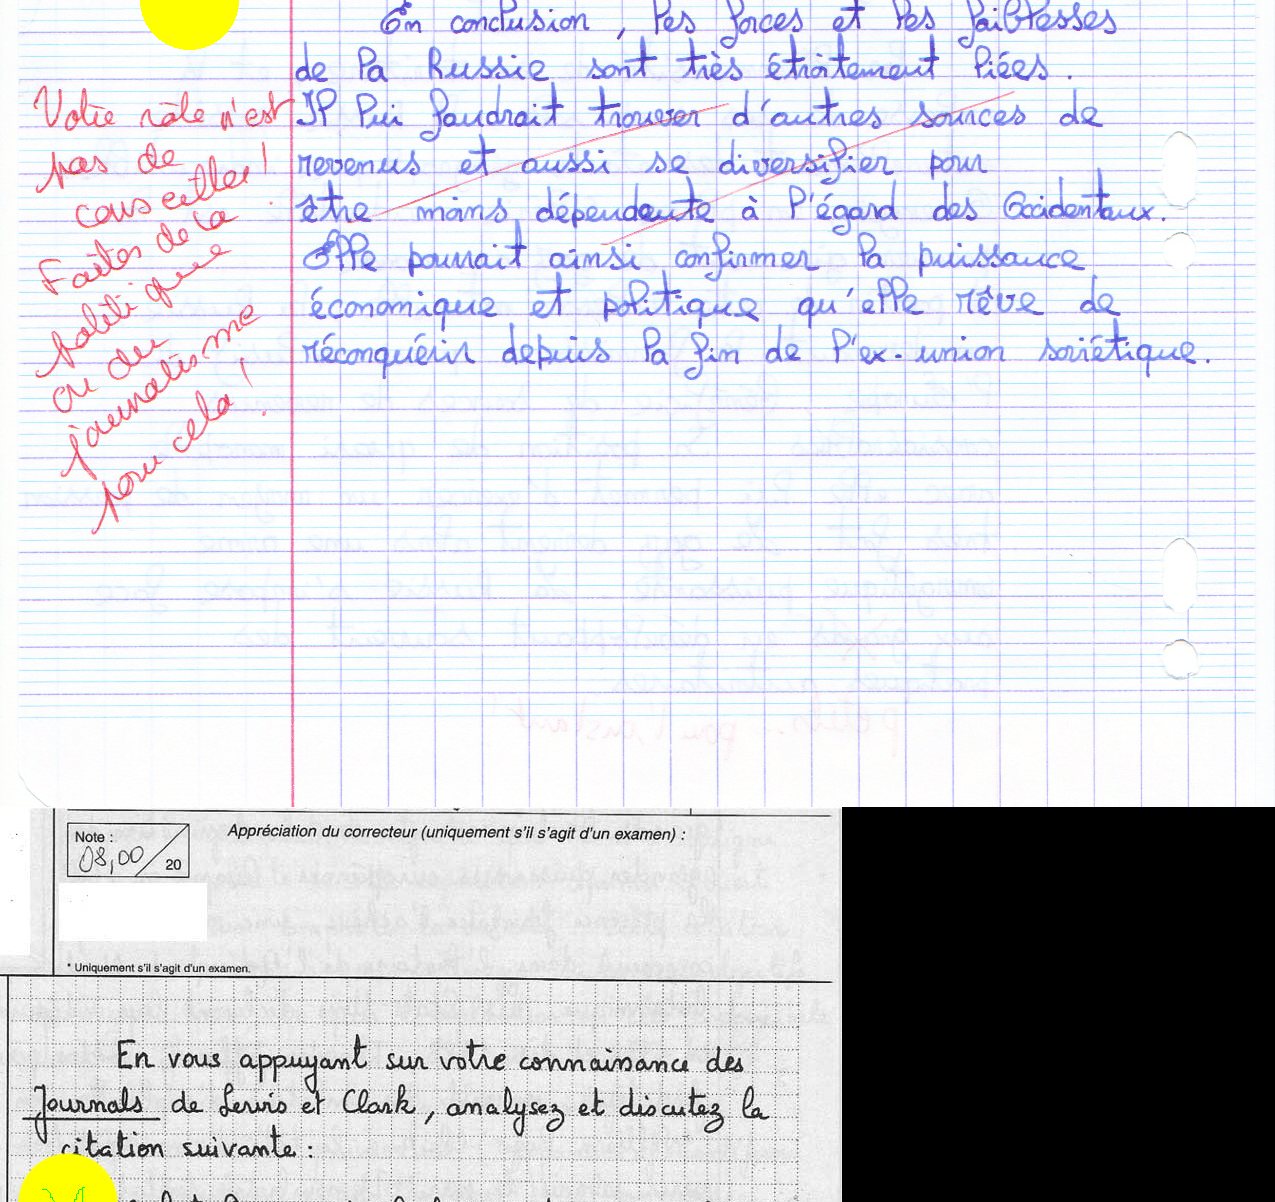 En conclusion, les forces et les faiblesses
de la Russie sont très étroitement liées.
Il lui faudrait trouver d'autres sources de
revenus et aussi se diversifier pour
être moins dépendente à l'égard des Occidentaux.
Elle pourrait ainsi confirmer la puissance
économique et politique qu'elle rêve de
réconquérir depuis la fin de l'ex-union soviétique.
Votre rôle n'est
pas de
conseiller !
Faites de la
politique
ou du
journalisme
pour cela !
Note :
08,00 / 20
Appréciation du correcteur (uniquement s'il s'agit d'un examen) :
* Uniquement s'il s'agit d'un examen.
En vous appuyant sur votre connaissance des
Journals de Lewis et Clark, analysez et discutez la
citation suivante :